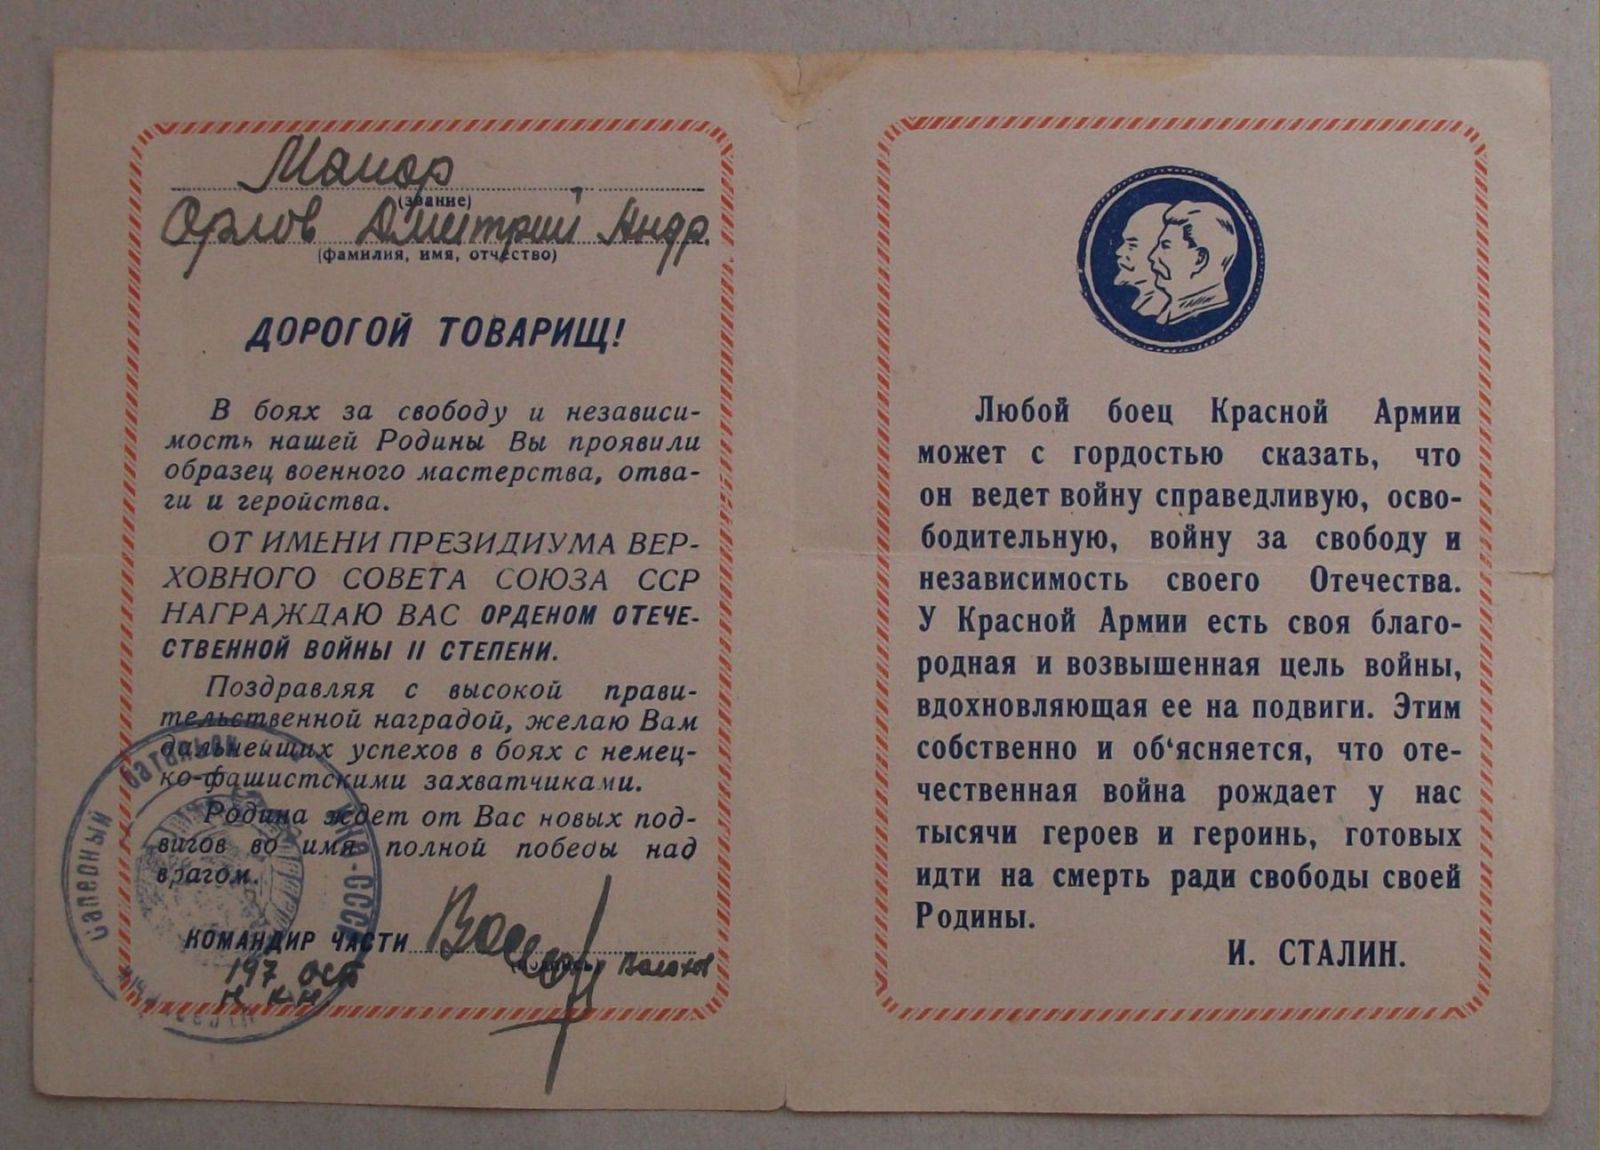 Майор
(звание)
Орлов Дмитрий Андр.
(фамилия, имя, отчество)
ДОРОГОЙ ТОВАРИЩ!
В боях за свободу и независи-
мость нашей Родины Вы проявили
образец военного мастерства, отва-
ги и геройства.
ОТ ИМЕНИ ПРЕЗИДИУМА ВЕР-
ХОВНОГО СОВЕТА СОЮЗА ССР
НАГРАЖДАЮ ВАС ОРДЕНОМ ОТЕЧЕ-
СТВЕННОЙ ВОЙНЫ II СТЕПЕНИ.
Поздравляя с высокой прави-
тельственной наградой, желаю Вам
дальнейших успехов в боях с немец-
ко-фашистскими захватчиками.
Родина ждет от Вас новых под-
вигов во имя полной победы над
врагом.
КОМАНДИР ЧАСТИ
(подпись)
197
Саперный батальон
НКО-СССР
Любой боец Красной Армии
может с гордостью сказать, что
он ведет войну справедливую, осво-
бодительную, войну за свободу и
независимость своего Отечества.
У Красной Армии есть своя благо-
родная и возвышенная цель войны,
вдохновляющая ее на подвиги. Этим
собственно и об‘ясняется, что оте-
чественная война рождает у нас
тысячи героев и героинь, готовых
идти на смерть ради свободы своей
Родины.
И. СТАЛИН.